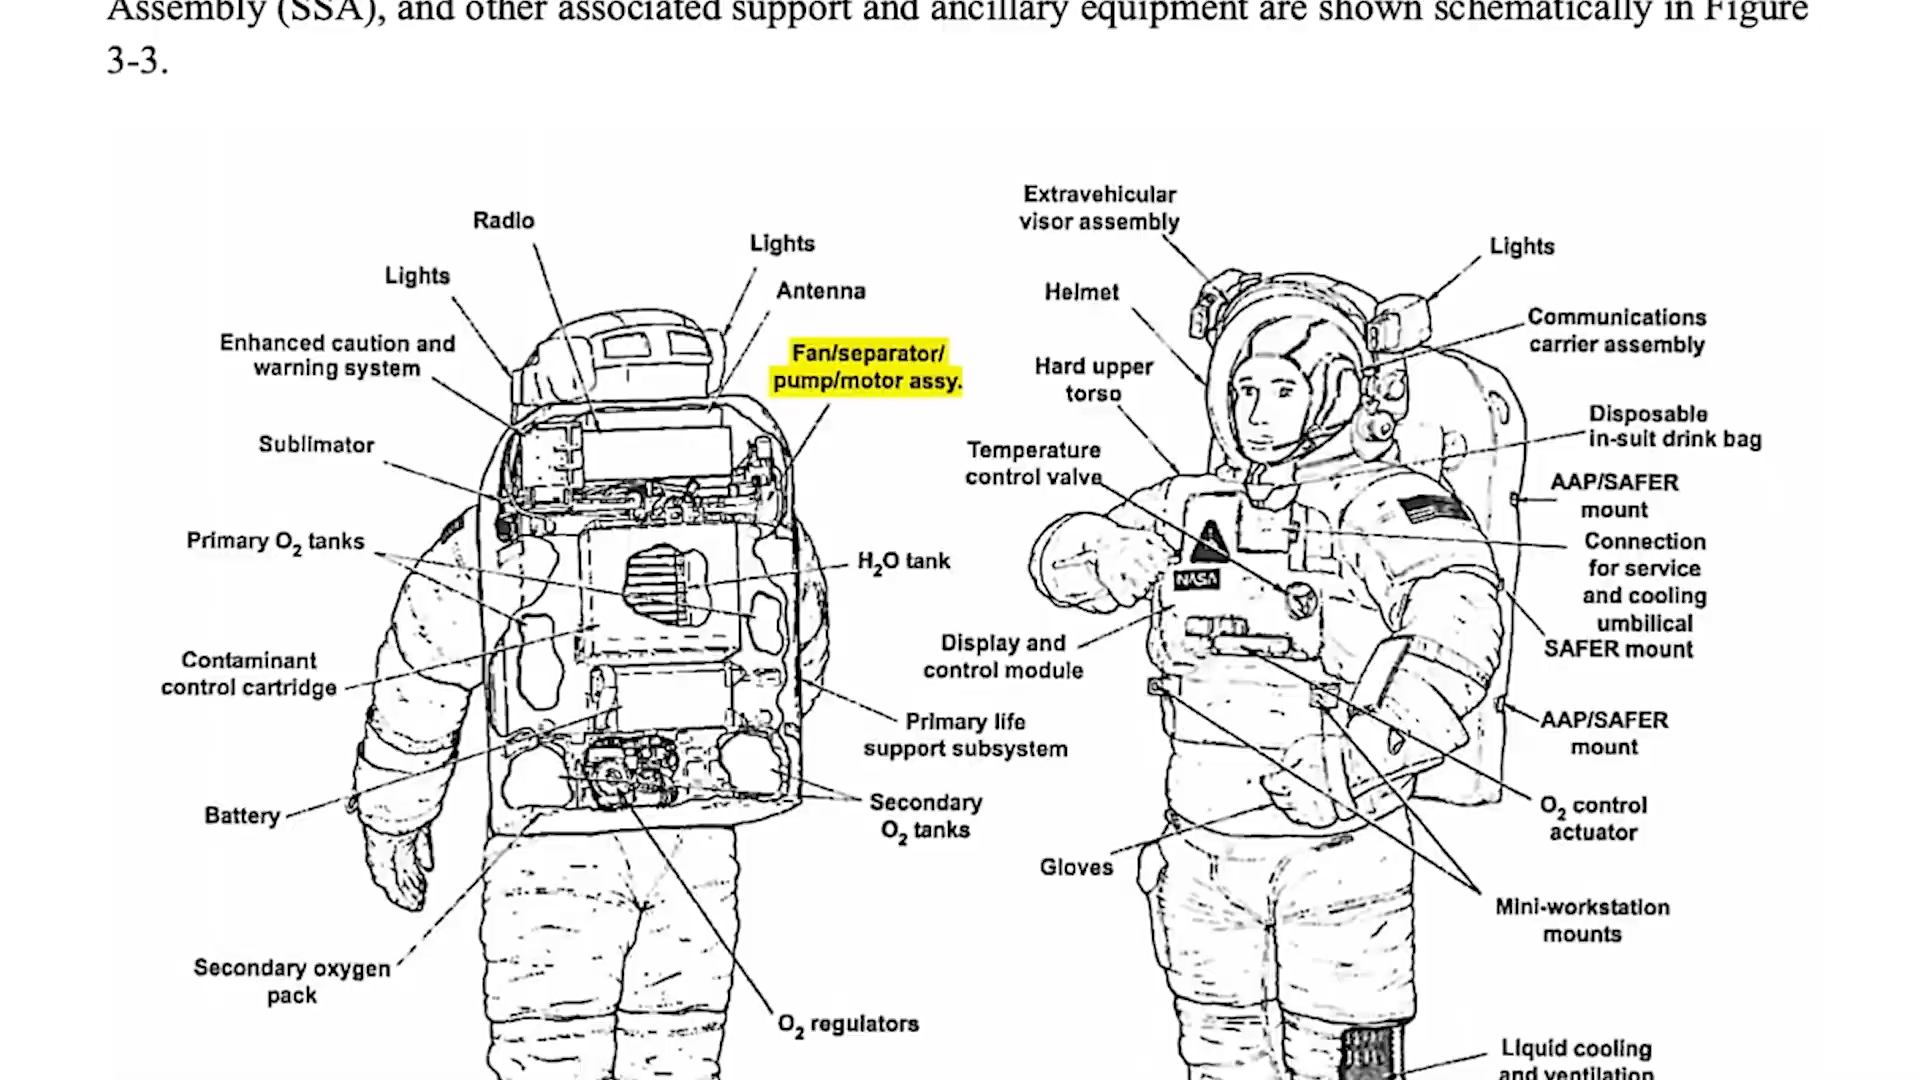 Assembly (SSA), and other associated support and ancillary equipment are shown schematically in Figure
3-3.
Radio
Lights
Lights
Antenna
Enhanced caution and
warning system
Fan/separator/
pump/motor assy.
Sublimator
Primary O2 tanks
H2O tank
Contaminant
control cartridge
Primary life
support subsystem
Battery
Secondary
O2 tanks
Secondary oxygen
pack
O2 regulators
Extravehicular
visor assembly
Lights
Helmet
Communications
carrier assembly
Hard upper
torso
Disposable
in-suit drink bag
Temperature
control valve
AAP/SAFER
mount
Connection
for service
and cooling
umbilical
NASA
Display and
control module
SAFER mount
AAP/SAFER
mount
O2 control
actuator
Gloves
Mini-workstation
mounts
Liquid cooling
and ventilation